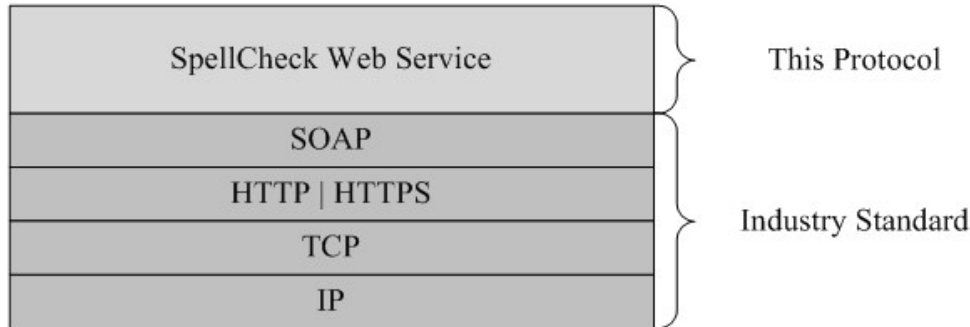 SpellCheck Web Service
This Protocol
SOAP
HTTP | HTTPS
TCP
IP
Industry Standard